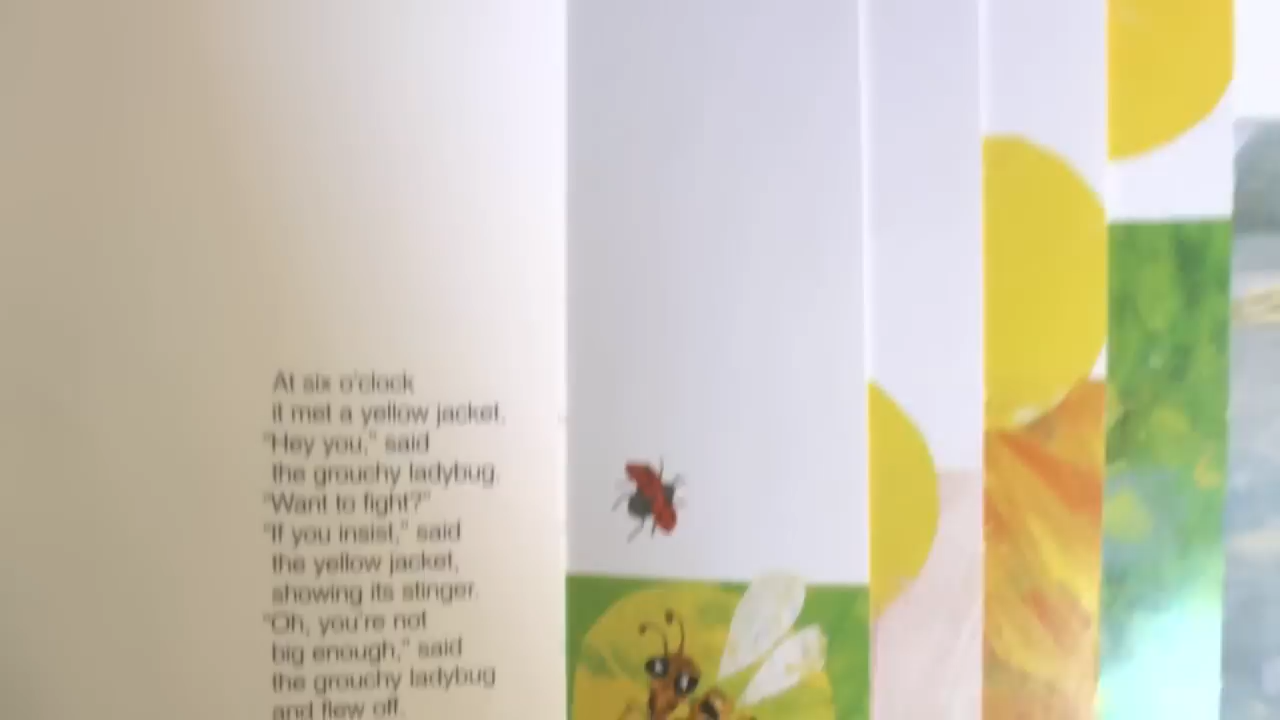 At six o'clock
it met a yellow jacket.
"Hey you," said
the grouchy ladybug.
"Want to fight?"
"If you insist," said
the yellow jacket,
showing its stinger.
"Oh, you're not
big enough," said
the grouchy ladybug
and flew off.